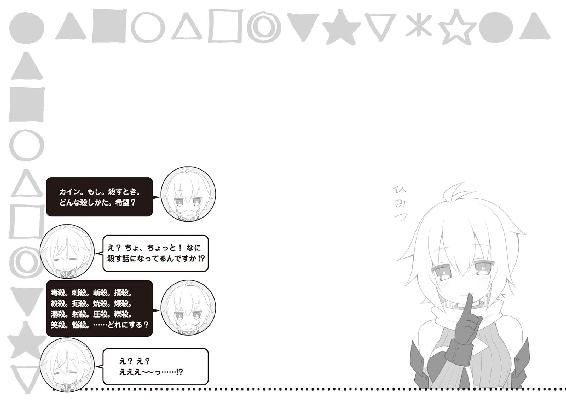 カイン。もし。殺すとき。
どんな殺しかた。希望?
え? ちょ、ちょっと! なに
殺す話になってるんですか!?
毒殺。刺殺。斬殺。撲殺。
絞殺。扼殺。焼殺。爆殺。
射殺。圧殺。轢殺。
笑殺。悩殺。……どれにする?
え? え?
えええ~~っ……!?
ひみつ